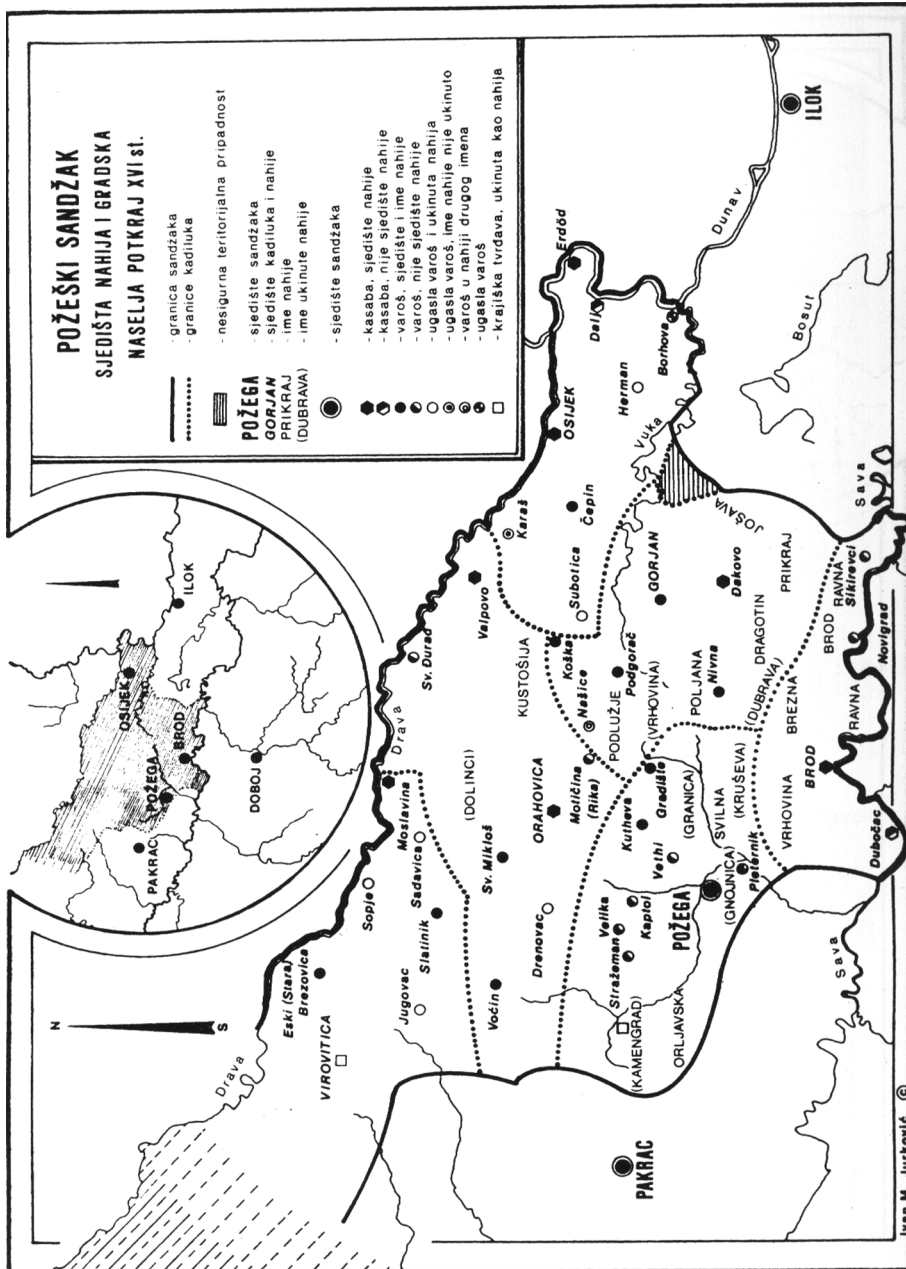 POŽEŠKI SANDŽAK
SJEDIŠTA NAHIJA I GRADSKA
NASELJA POTKRAJ XVI st.
- granica sandžaka
- granice kadiluka
- nesigurna teritorijalna pripadnost
POŽEGA - sjedište sandžaka
GORJAN - sjedište kadiluka i nahije
PRIKRAJ - ime nahije
(DUBRAVA) - ime ukinute nahije
- sjedište sandžaka
- kasaba, sjedište nahije
- kasaba, nije sjedište nahije
- varoš, sjedište i ime nahije
- varoš, nije sjedište nahije
- ugasla varoš i ukinuta nahija
- ugasla varoš, ime nahije nije ukinuto
- varoš u nahiji drugog imena
- ugasla varoš
- krajiška tvrđava, ukinuta kao nahija
PAKRAC
POŽEGA
OSIJEK
BROD
DOBOJ
ILOK
N
S
Drava
Eski (Stara)
Brezovica
VIROVITICA
Sopje
Jugovac
Slatinik
Sadavica
Moslavina
Drava
Sv. Đurađ
Valpovo
Karaš
OSIJEK
Erdöd
Dalj
Borhova
Herman
Dunav
ILOK
Bosut
Vuka
Čepin
Subotica
KUSTOŠIJA
(DOLINCI)
Voćin
Sv. Mikloš
Drenovac
ORAHOVICA
Moličina
(Rika)
Našice
Koška
PODLUŽJE
Podgorač
(VRHOVINA)
GORJAN
JOŠAVA
Đakovo
POLJANA
Nivna
DRAGOTIN
PRIKRAJ
(DUBRAVA)
Stražeman
Velika
Kaptol
Kutheva
Gradište
Vethi
(GRANICA)
SVILNA
(KRUŠEVA)
(KAMENGRAD)
ORLJAVSKA
POŽEGA
(GNOJNICA)
Pleternik
VRHOVINA
BREZNA
BROD
RAVNA
BROD
RAVNA
Sikirevci
Novigrad
Dubočac
Sava
Sava
PAKRAC
Ivan M. Jurković ©